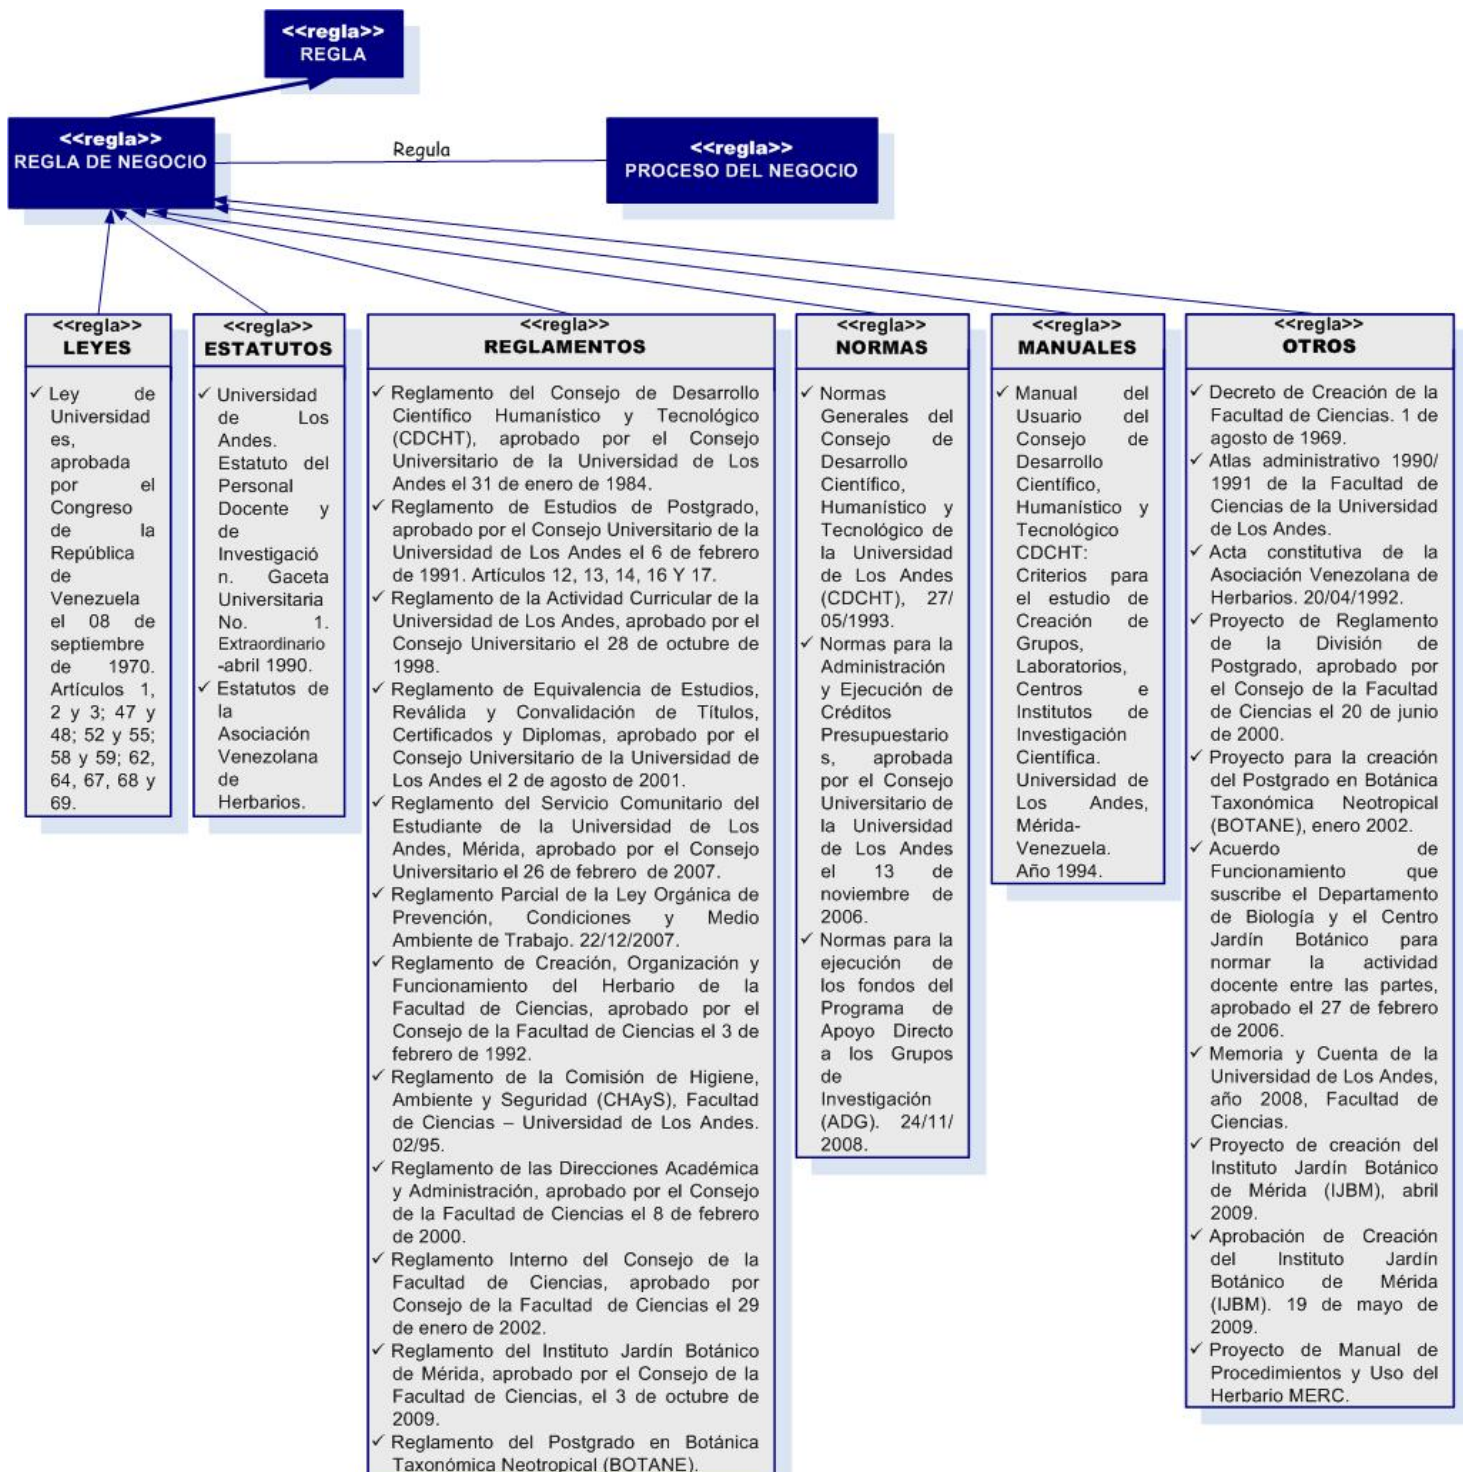 <<regla>>
REGLA
<<regla>>
REGLA DE NEGOCIO
Regula
<<regla>>
PROCESO DEL NEGOCIO
<<regla>>
LEYES
✓ Ley de
Universidad
es,
aprobada
por el
Congreso
de la
República
de
Venezuela
el 08 de
septiembre
de 1970.
Artículos 1,
2 y 3; 47 y
48; 52 y 55;
58 y 59; 62,
64, 67, 68 y
69.
<<regla>>
ESTATUTOS
✓ Universidad
de Los
Andes.
Estatuto del
Personal
Docente y
de
Investigació
n. Gaceta
Universitaria
No. 1.
Extraordinario
-abril 1990.
✓ Estatutos de
la
Asociación
Venezolana
de
Herbarios.
<<regla>>
REGLAMENTOS
✓ Reglamento del Consejo de Desarrollo
Científico Humanístico y Tecnológico
(CDCHT), aprobado por el Consejo
Universitario de la Universidad de Los
Andes el 31 de enero de 1984.
✓ Reglamento de Estudios de Postgrado,
aprobado por el Consejo Universitario de la
Universidad de Los Andes el 6 de febrero
de 1991. Artículos 12, 13, 14, 16 Y 17.
✓ Reglamento de la Actividad Curricular de la
Universidad de Los Andes, aprobado por el
Consejo Universitario el 28 de octubre de
1998.
✓ Reglamento de Equivalencia de Estudios,
Reválida y Convalidación de Títulos,
Certificados y Diplomas, aprobado por el
Consejo Universitario de la Universidad de
Los Andes el 2 de agosto de 2001.
✓ Reglamento del Servicio Comunitario del
Estudiante de la Universidad de Los
Andes, Mérida, aprobado por el Consejo
Universitario el 26 de febrero de 2007.
✓ Reglamento Parcial de la Ley Orgánica de
Prevención, Condiciones y Medio
Ambiente de Trabajo. 22/12/2007.
✓ Reglamento de Creación, Organización y
Funcionamiento del Herbario de la
Facultad de Ciencias, aprobado por el
Consejo de la Facultad de Ciencias el 3 de
febrero de 1992.
✓ Reglamento de la Comisión de Higiene,
Ambiente y Seguridad (CHAyS), Facultad
de Ciencias – Universidad de Los Andes.
02/95.
✓ Reglamento de las Direcciones Académica
y Administración, aprobado por el Consejo
de la Facultad de Ciencias el 8 de febrero
de 2000.
✓ Reglamento Interno del Consejo de la
Facultad de Ciencias, aprobado por
Consejo de la Facultad de Ciencias el 29
de enero de 2002.
✓ Reglamento del Instituto Jardín Botánico
de Mérida, aprobado por el Consejo de la
Facultad de Ciencias, el 3 de octubre de
2009.
✓ Reglamento del Postgrado en Botánica
Taxonómica Neotropical (BOTANE).
<<regla>>
NORMAS
✓ Normas
Generales del
Consejo de
Desarrollo
Científico,
Humanístico y
Tecnológico de
la Universidad
de Los Andes
(CDCHT), 27/
05/1993.
✓ Normas para la
Administración
y Ejecución de
Créditos
Presupuestario
s, aprobada
por el Consejo
Universitario de
la Universidad
de Los Andes
el 13 de
noviembre de
2006.
✓ Normas para la
ejecución de
los fondos del
Programa de
Apoyo Directo
a los Grupos
de
Investigación
(ADG). 24/11/
2008.
<<regla>>
MANUALES
✓ Manual del
Usuario del
Consejo de
Desarrollo
Científico,
Humanístico y
Tecnológico
CDCHT:
Criterios para
el estudio de
Creación de
Grupos,
Laboratorios,
Centros e
Institutos de
Investigación
Científica.
Universidad de
Los Andes,
Mérida-
Venezuela.
Año 1994.
<<regla>>
OTROS
✓ Decreto de Creación de la
Facultad de Ciencias. 1 de
agosto de 1969.
✓ Atlas administrativo 1990/
1991 de la Facultad de
Ciencias de la Universidad
de Los Andes.
✓ Acta constitutiva de la
Asociación Venezolana de
Herbarios. 20/04/1992.
✓ Proyecto de Reglamento
de la División de
Postgrado, aprobado por
el Consejo de la Facultad
de Ciencias el 20 de junio
de 2000.
✓ Proyecto para la creación
del Postgrado en Botánica
Taxonómica Neotropical
(BOTANE), enero 2002.
✓ Acuerdo de
Funcionamiento que
suscribe el Departamento
de Biología y el Centro
Jardín Botánico para
normar la actividad
docente entre las partes,
aprobado el 27 de febrero
de 2006.
✓ Memoria y Cuenta de la
Universidad de Los Andes,
año 2008, Facultad de
Ciencias.
✓ Proyecto de creación del
Instituto Jardín Botánico
de Mérida (IJBM), abril
2009.
✓ Aprobación de Creación
del Instituto Jardín
Botánico de Mérida
(IJBM). 19 de mayo de
2009.
✓ Proyecto de Manual de
Procedimientos y Uso del
Herbario MERC.